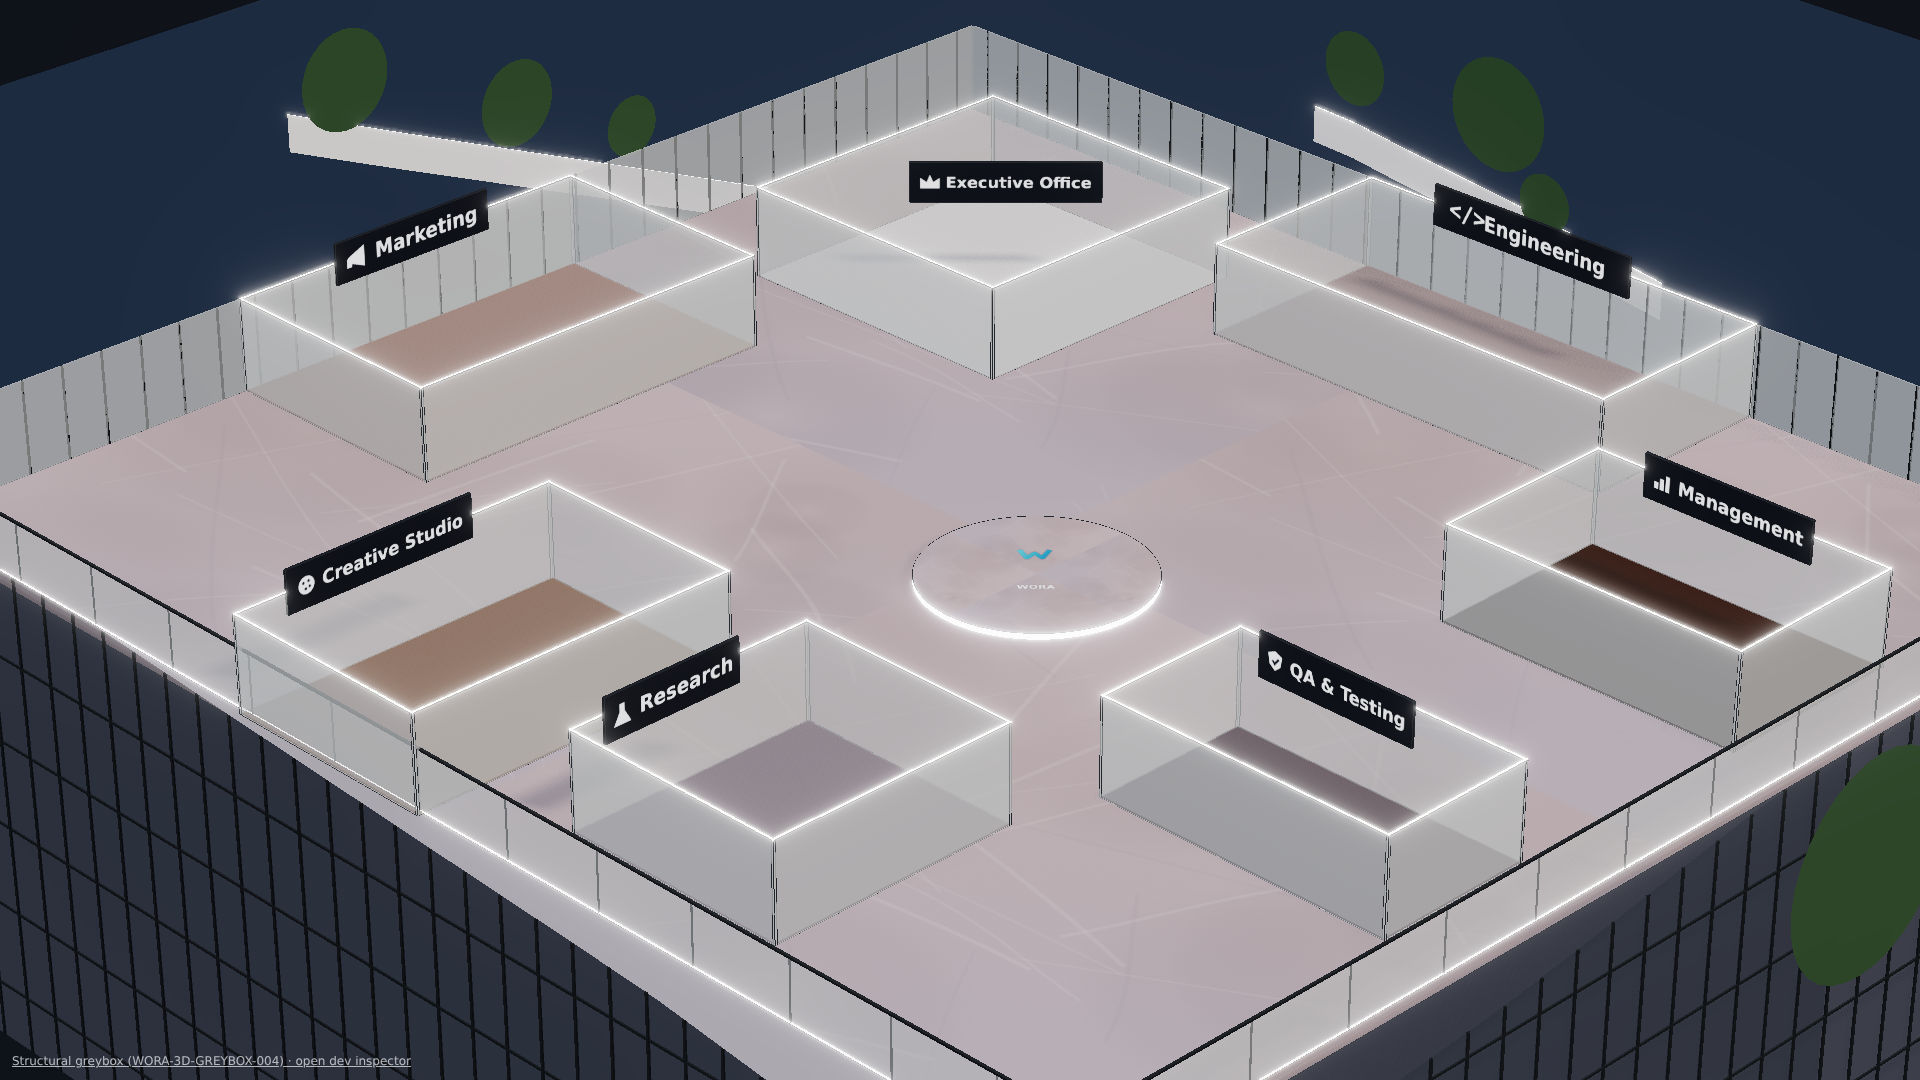 Executive Office
Marketing
</>Engineering
Management
Creative Studio
Research
QA & Testing
WORA
Structural greybox (WORA-3D-GREYBOX-004) · open dev inspector